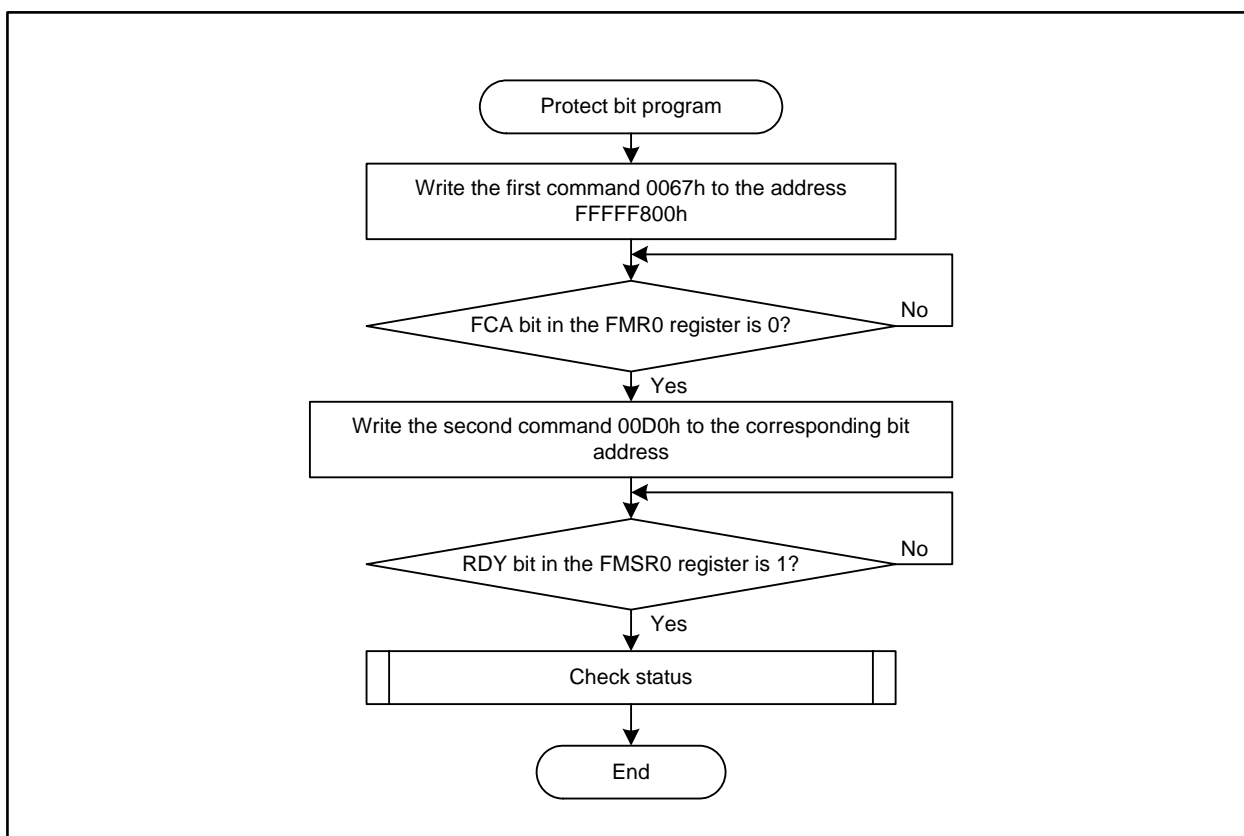 Protect bit program
Write the first command 0067h to the address
FFFFF800h
FCA bit in the FMR0 register is 0?
No
Yes
Write the second command 00D0h to the corresponding bit
address
RDY bit in the FMSR0 register is 1?
No
Yes
Check status
End